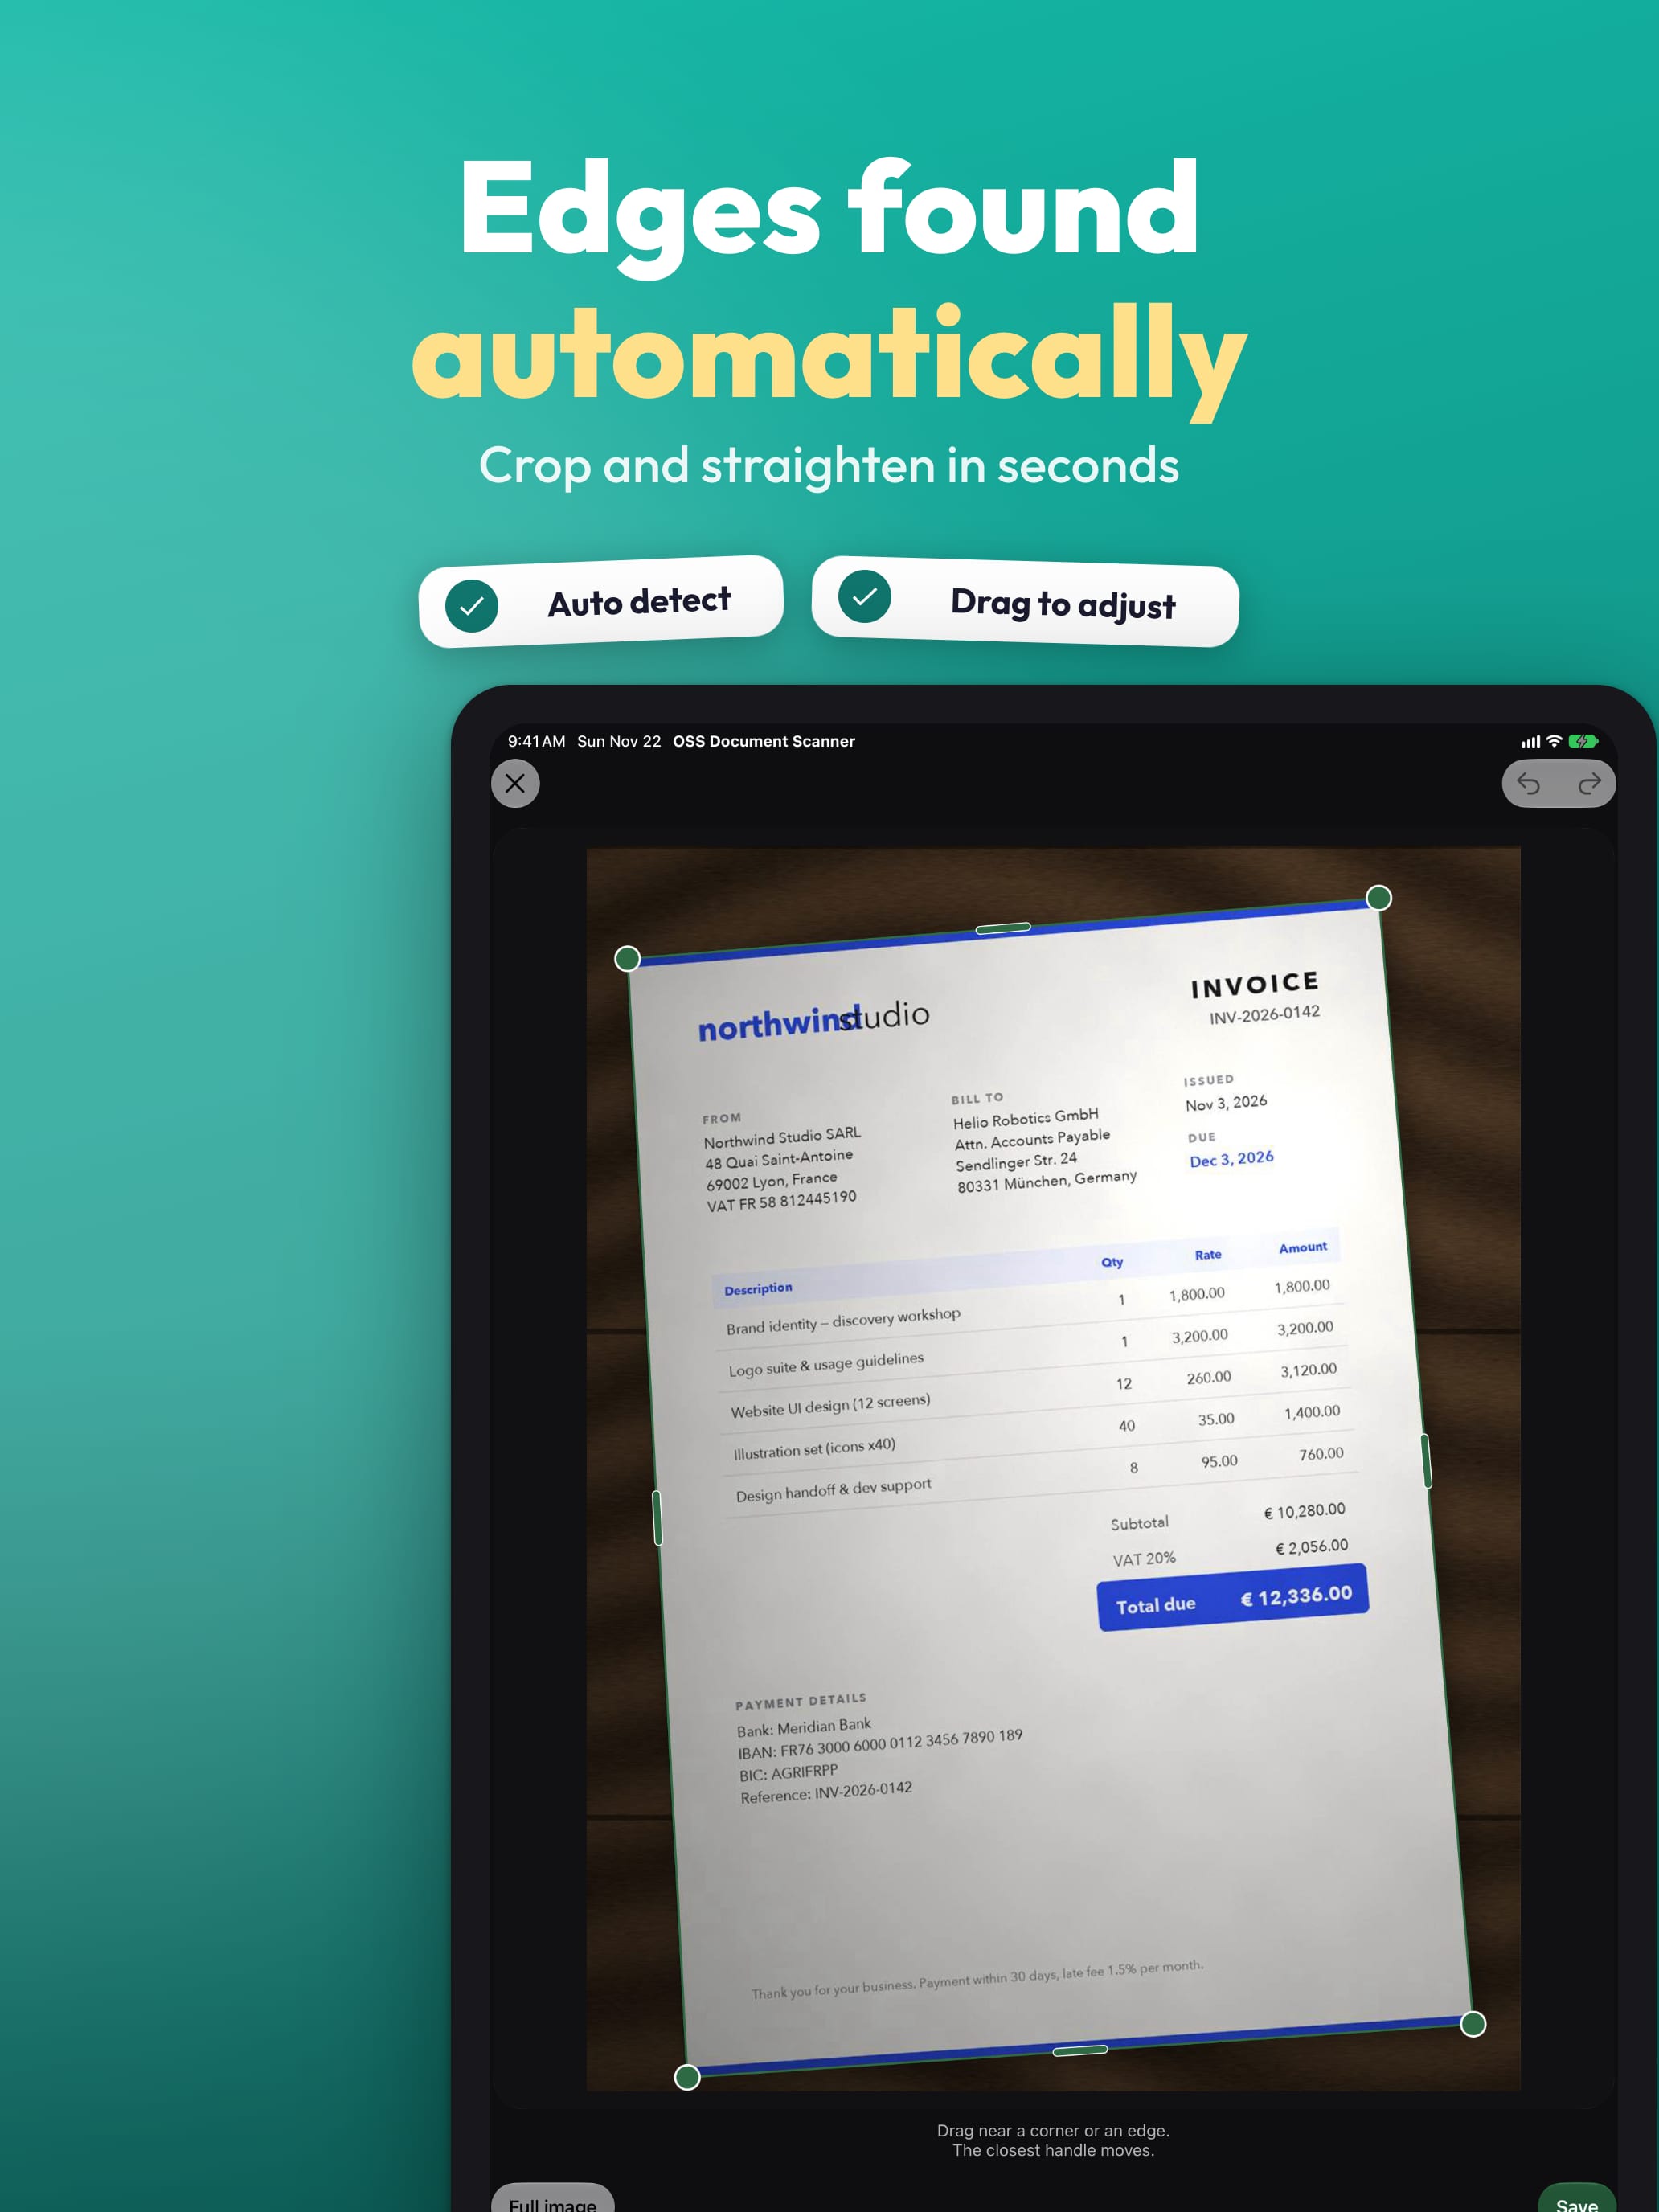 Edges found
automatically
Crop and straighten in seconds
Auto detect
Drag to adjust
9:41 AM Sun Nov 22 OSS Document Scanner
northwindstudio
INVOICE
INV-2026-0142
FROM
Northwind Studio SARL
48 Quai Saint-Antoine
69002 Lyon, France
VAT FR 58 812445190
BILL TO
Helio Robotics GmbH
Attn. Accounts Payable
Sendlinger Str. 24
80331 München, Germany
ISSUED
Nov 3, 2026
DUE
Dec 3, 2026
Description Qty Rate Amount
Brand identity – discovery workshop 1 1,800.00 1,800.00
Logo suite & usage guidelines 1 3,200.00 3,200.00
Website UI design (12 screens) 12 260.00 3,120.00
Illustration set (icons x40) 40 35.00 1,400.00
Design handoff & dev support 8 95.00 760.00
Subtotal € 10,280.00
VAT 20% € 2,056.00
Total due € 12,336.00
PAYMENT DETAILS
Bank: Meridian Bank
IBAN: FR76 3000 6000 0112 3456 7890 189
BIC: AGRIFRPP
Reference: INV-2026-0142
Thank you for your business. Payment within 30 days, late fee 1.5% per month.
Drag near a corner or an edge.
The closest handle moves.
Full image
Save